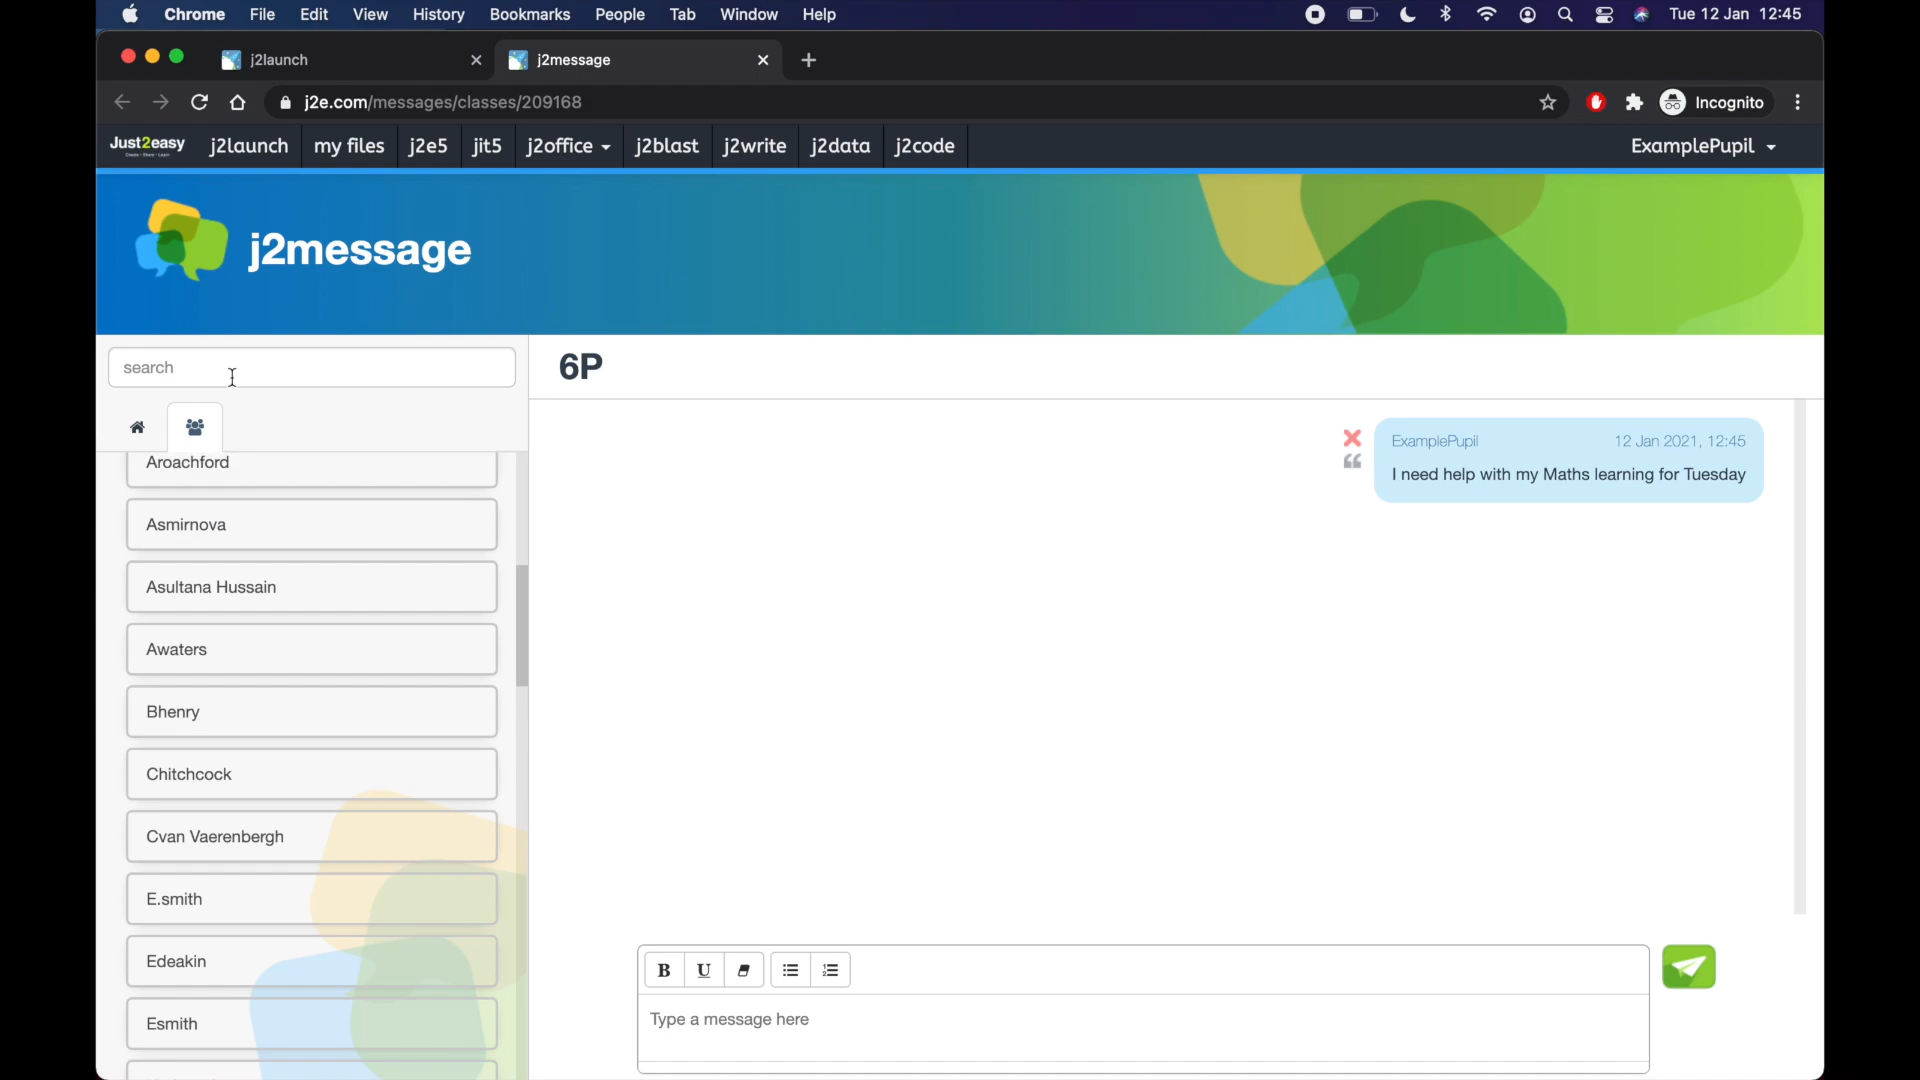 Chrome File Edit View History Bookmarks People Tab Window Help Tue 12 Jan 12:45
j2launch j2message
j2e.com/messages/classes/209168 Incognito
Just2easy j2launch my files j2e5 jit5 j2office j2blast j2write j2data j2code ExamplePupil
j2message
search
6P
Aroachford
Asmirnova
Asultana Hussain
Awaters
Bhenry
Chitchcock
Cvan Vaerenbergh
E.smith
Edeakin
Esmith
ExamplePupil 12 Jan 2021, 12:45
I need help with my Maths learning for Tuesday
B U
Type a message here